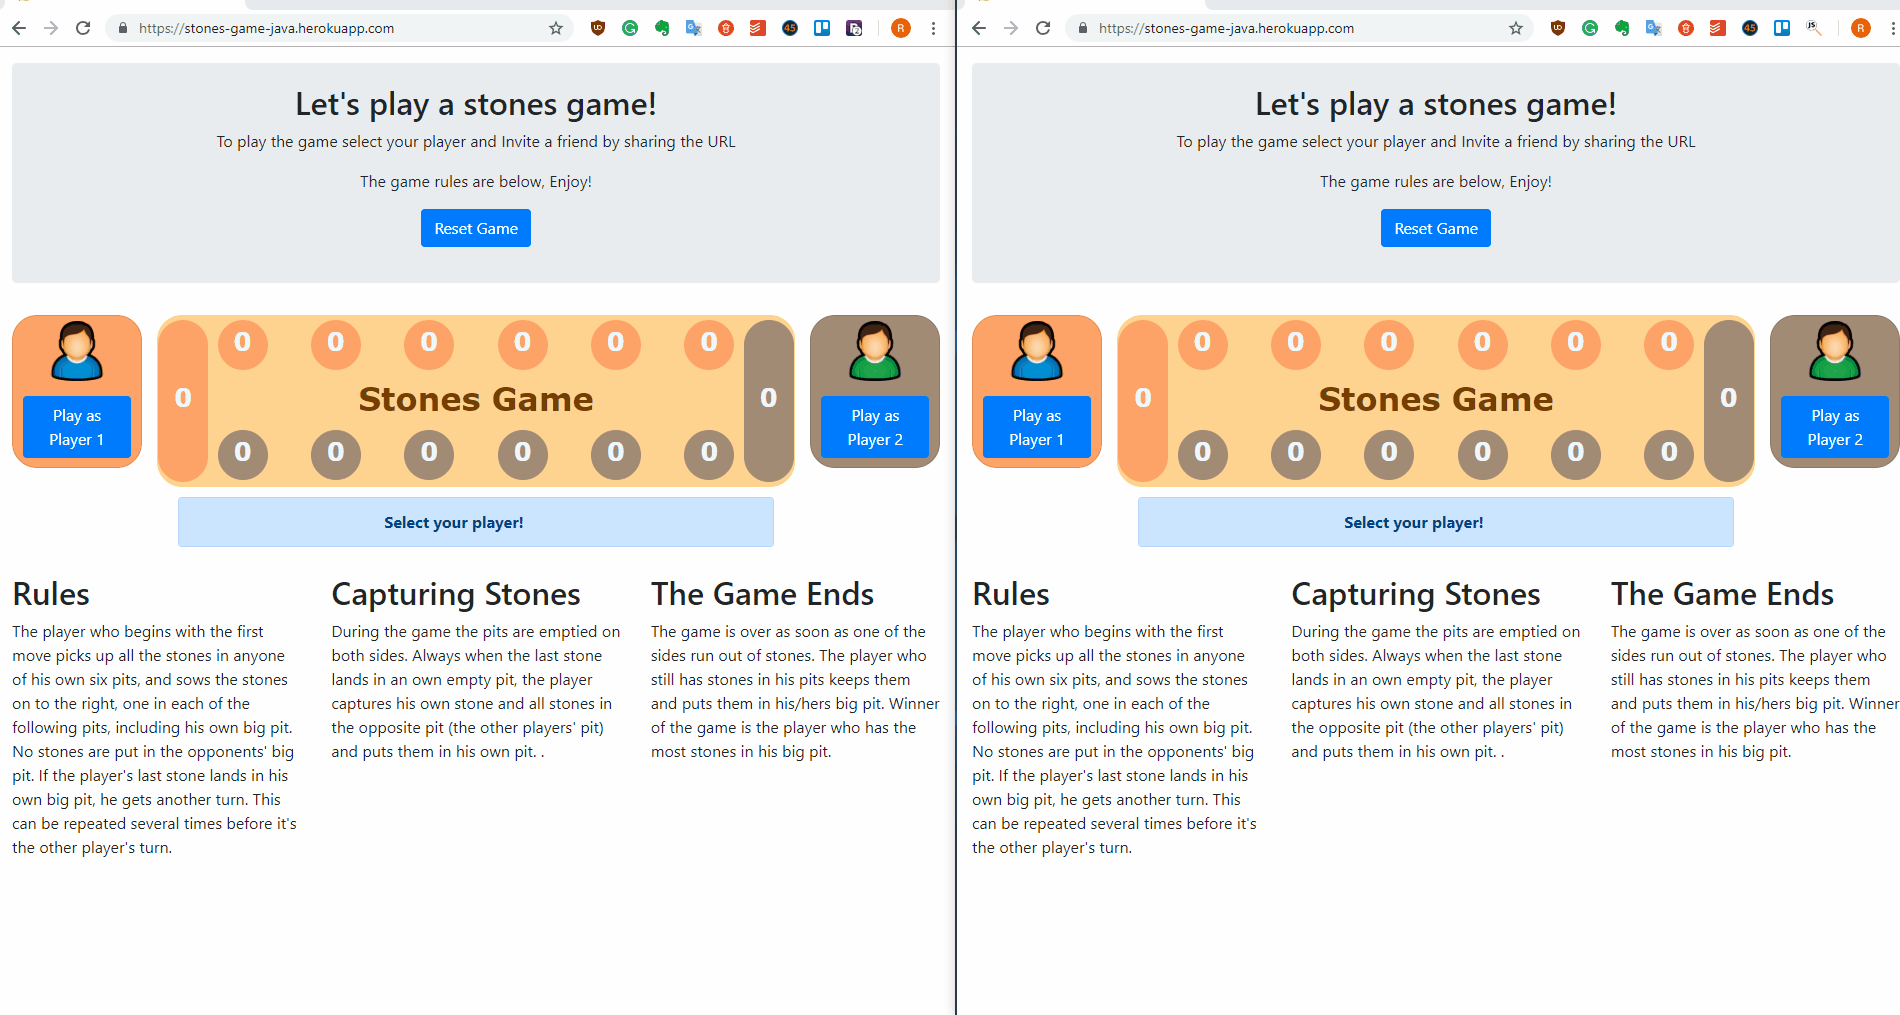 https://stones-game-java.herokuapp.com
Let's play a stones game!
To play the game select your player and Invite a friend by sharing the URL
The game rules are below, Enjoy!
Reset Game
0 0 0 0 0 0
Play as
Player 1
0
Stones Game
0
Play as
Player 2
0 0 0 0 0 0
Select your player!
Rules
The player who begins with the first
move picks up all the stones in anyone
of his own six pits, and sows the stones
on to the right, one in each of the
following pits, including his own big pit.
No stones are put in the opponents' big
pit. If the player's last stone lands in his
own big pit, he gets another turn. This
can be repeated several times before it's
the other player's turn.
Capturing Stones
During the game the pits are emptied on
both sides. Always when the last stone
lands in an own empty pit, the player
captures his own stone and all stones in
the opposite pit (the other players' pit)
and puts them in his own pit. .
The Game Ends
The game is over as soon as one of the
sides run out of stones. The player who
still has stones in his pits keeps them
and puts them in his/hers big pit. Winner
of the game is the player who has the
most stones in his big pit.
https://stones-game-java.herokuapp.com
Let's play a stones game!
To play the game select your player and Invite a friend by sharing the URL
The game rules are below, Enjoy!
Reset Game
0 0 0 0 0 0
Play as
Player 1
0
Stones Game
0
Play as
Player 2
0 0 0 0 0 0
Select your player!
Rules
The player who begins with the first
move picks up all the stones in anyone
of his own six pits, and sows the stones
on to the right, one in each of the
following pits, including his own big pit.
No stones are put in the opponents' big
pit. If the player's last stone lands in his
own big pit, he gets another turn. This
can be repeated several times before it's
the other player's turn.
Capturing Stones
During the game the pits are emptied on
both sides. Always when the last stone
lands in an own empty pit, the player
captures his own stone and all stones in
the opposite pit (the other players' pit)
and puts them in his own pit. .
The Game Ends
The game is over as soon as one of the
sides run out of stones. The player who
still has stones in his pits keeps them
and puts them in his/hers big pit. Winner
of the game is the player who has the
most stones in his big pit.